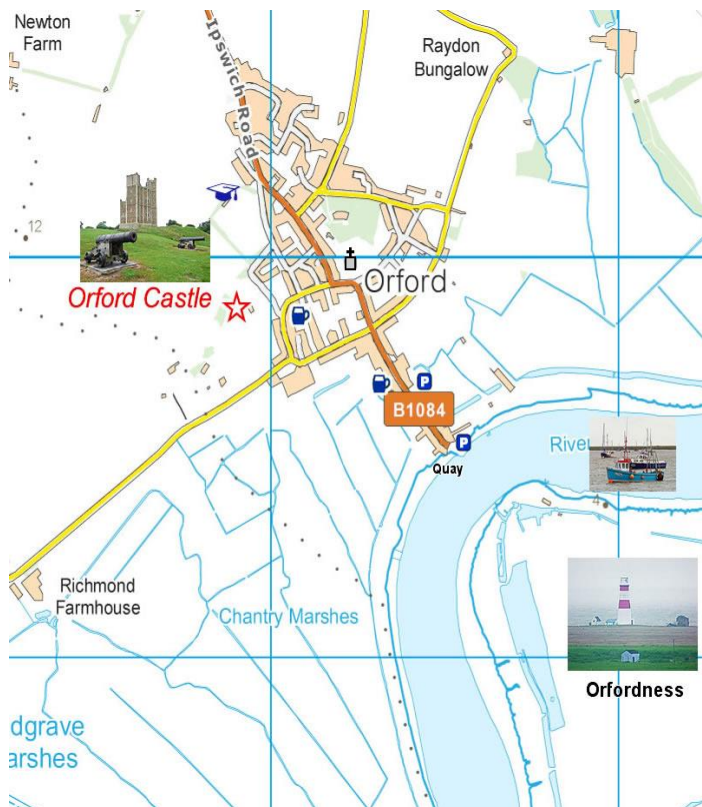 Newton
Farm
Ipswich Road
Raydon
Bungalow
12
Orford Castle
Orford
P
B1084
P
Quay
River
Richmond
Farmhouse
Chantry Marshes
Orfordness
dgrave
arshes